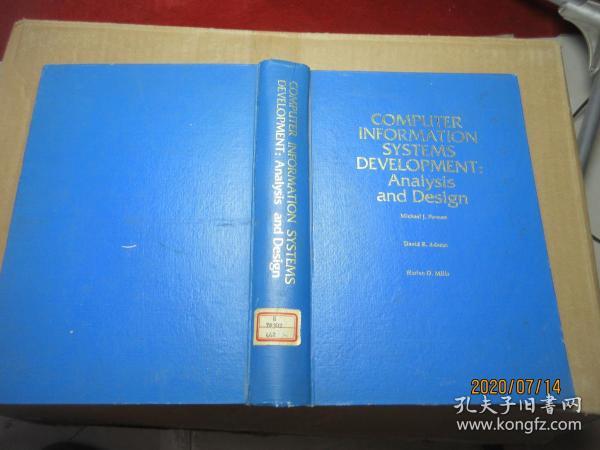 COMPUTER INFORMATION SYSTEMS
DEVELOPMENT: Analysis and Design
COMPUTER
INFORMATION
SYSTEMS
DEVELOPMENT:
Analysis
and Design
Michael J. Powers
David R. Adams
Harlan D. Mills
2020/07/14
孔夫子旧书网
www.kongfz.com